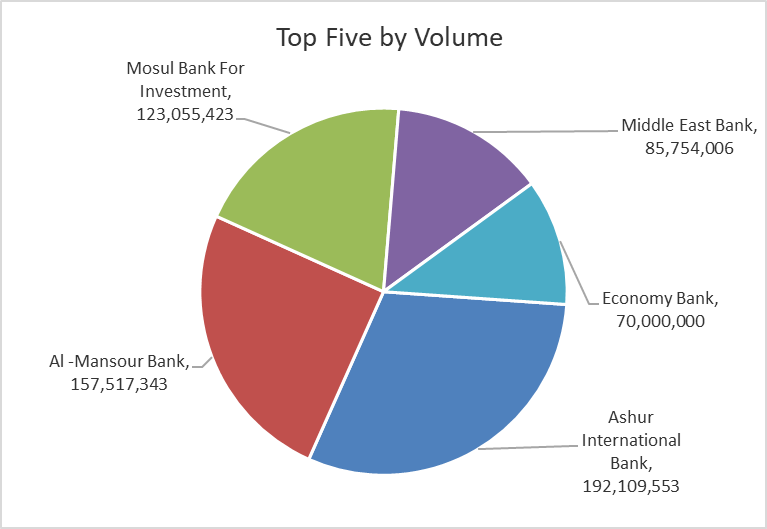 Top Five by Volume
Mosul Bank For
Investment,
123,055,423
Middle East Bank,
85,754,006
Economy Bank,
70,000,000
Al -Mansour Bank,
157,517,343
Ashur
International
Bank,
192,109,553